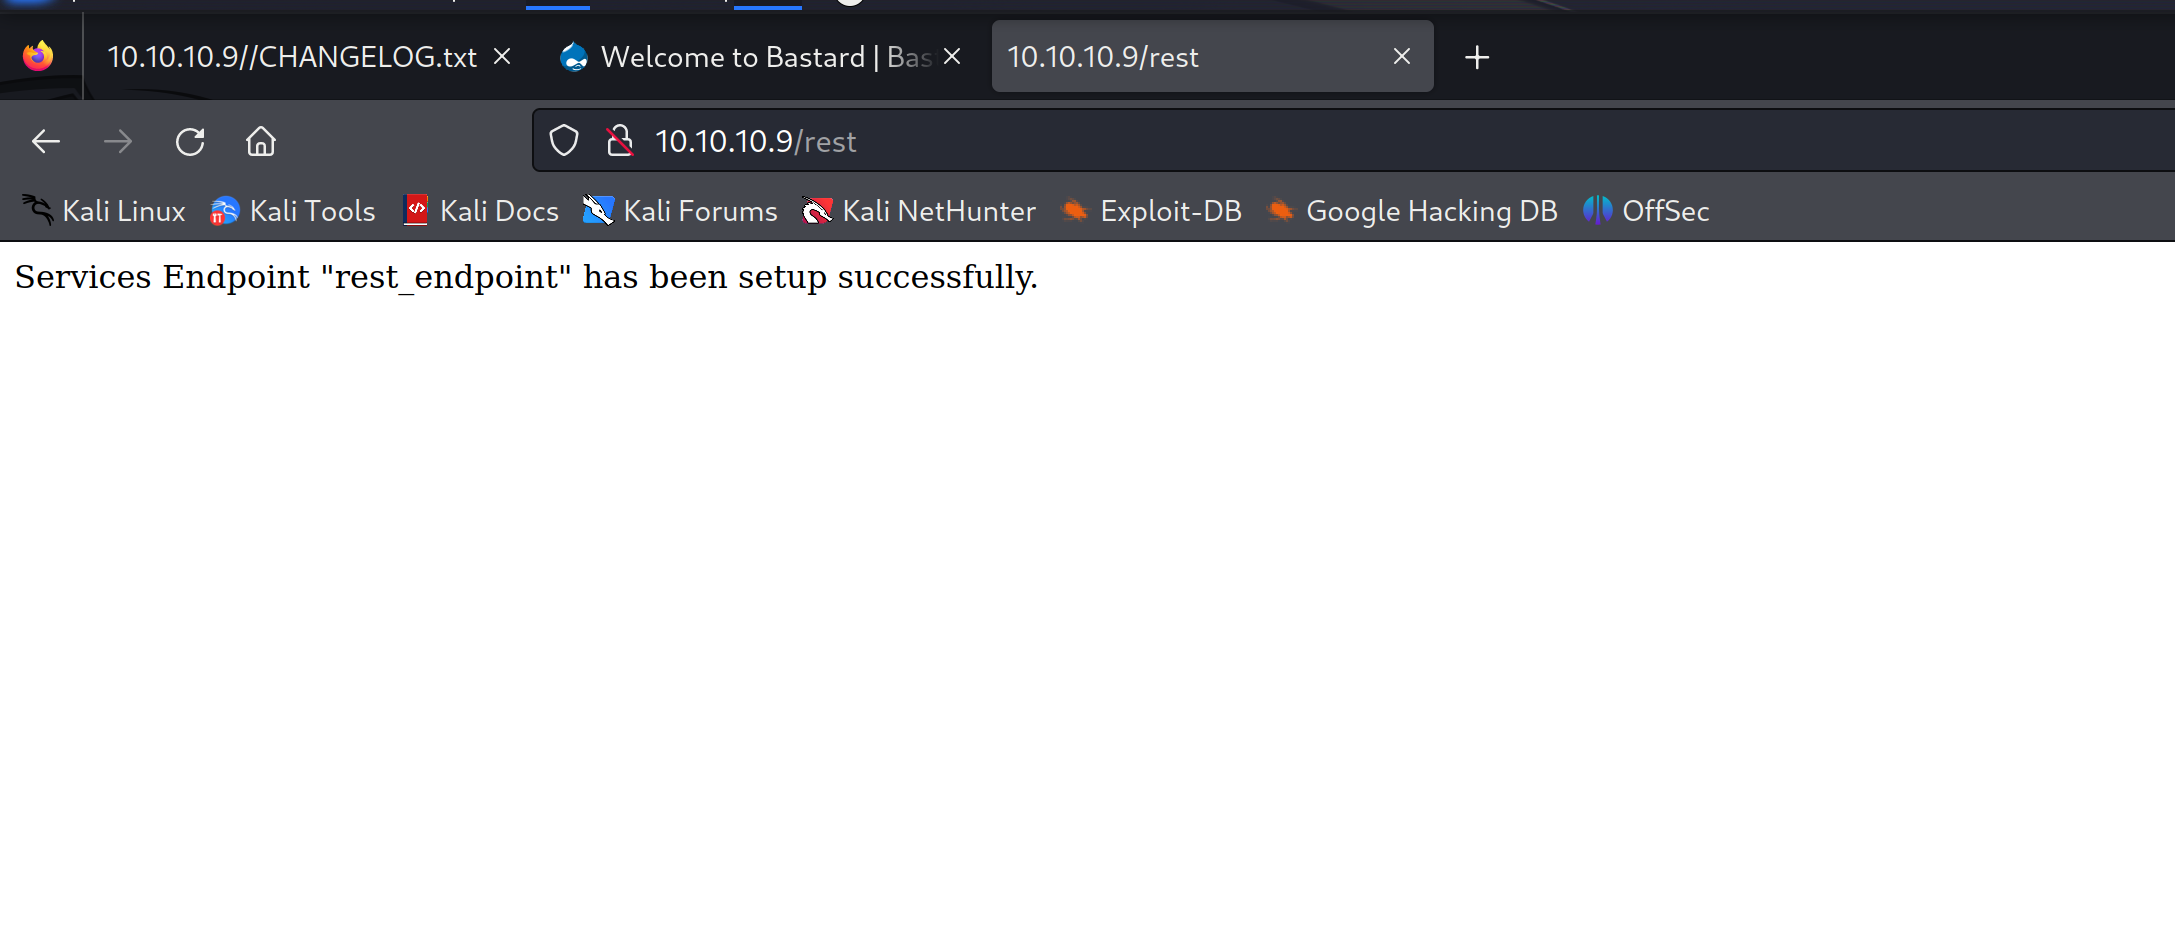 10.10.10.9//CHANGELOG.txt Welcome to Bastard | Bas 10.10.10.9/rest
10.10.10.9/rest
Kali Linux Kali Tools Kali Docs Kali Forums Kali NetHunter Exploit-DB Google Hacking DB OffSec
Services Endpoint "rest_endpoint" has been setup successfully.